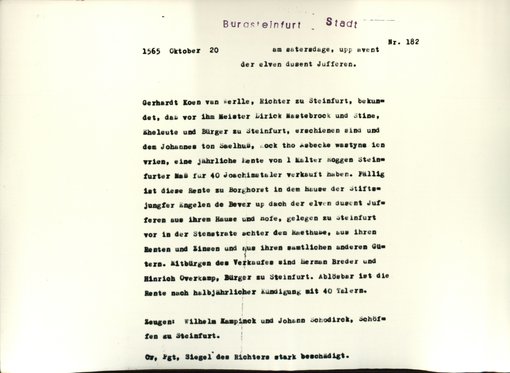 Burgsteinfurt Stadt
Nr. 182
1565 Oktober 20 am satersdage, upp avent
der elven dusent Jufferen.
Gerhardt Koen van Werlle, Richter zu Steinfurt, bekun-
det, daß vor ihm Meister Dirick Mastebrock und Stine,
Eheleute und Bürger zu Steinfurt, erschienen sind und
dem Johannes ton Saelhuß, kock tho Asbecke
vrien, eine jährliche Rente von 1 Malter Roggen Stein-
furter Maß für 40 Joachimstaler verkauft haben. Fällig
ist diese Rente zu Borghorst in dem Hause der Stifts-
jungfer Engelen de Bever up dach der elven dusent Juf-
feren aus ihrem Hause und Hofe, gelegen zu Steinfurt
vor in der Stenstrate achter dem Rasthuse, aus ihren
Renten und Zinsen und aus ihren samtlichen anderen Gü-
tern. Mitbürgen des Verkaufes sind Herman Breder und
Hinrich Overkamp, Bürger zu Steinfurt. Ablösbar ist die
Rente nach halbjährlicher Kündigung mit 40 Talern.
Zeugen: Wilhelm Kampinck und Johann Schodirck, Schöf-
fen zu Steinfurt.
Or, Pgt, Siegel des Richters stark beschädigt.